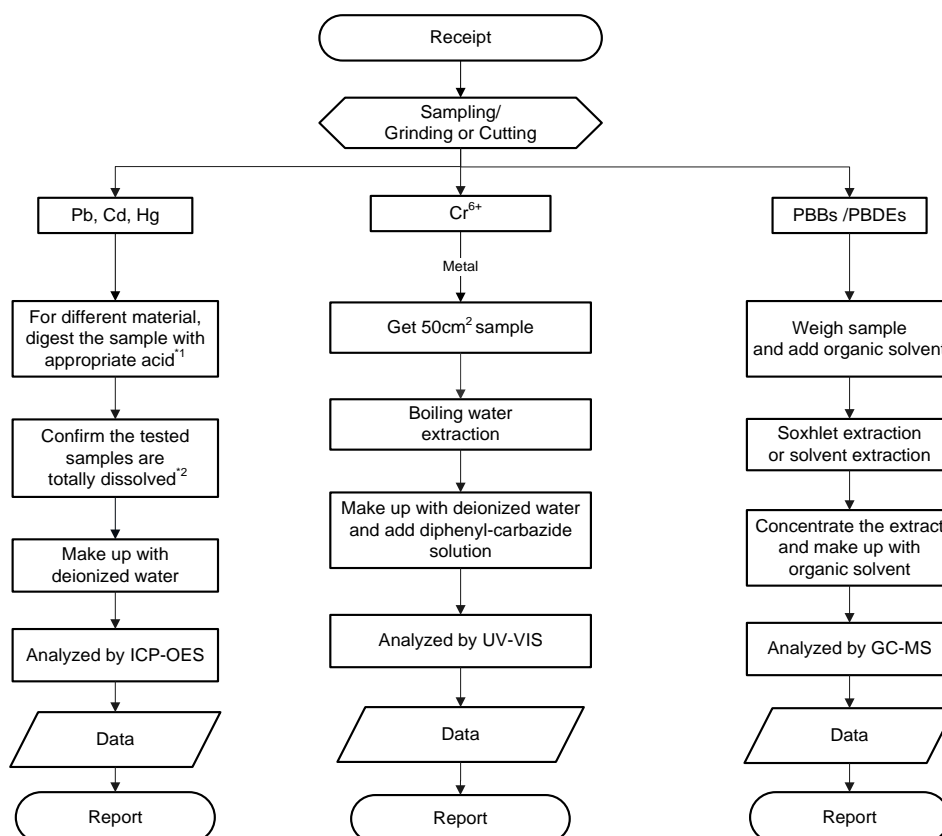 Receipt
Sampling/
Grinding or Cutting
Pb, Cd, Hg
For different material,
digest the sample with
appropriate acid*1
Confirm the tested
samples are
totally dissolved*2
Make up with
deionized water
Analyzed by ICP-OES
Data
Report
Cr6+
Metal
Get 50cm2 sample
Boiling water
extraction
Make up with deionized water
and add diphenyl-carbazide
solution
Analyzed by UV-VIS
Data
Report
PBBs /PBDEs
Weigh sample
and add organic solvent
Soxhlet extraction
or solvent extraction
Concentrate the extract
and make up with
organic solvent
Analyzed by GC-MS
Data
Report